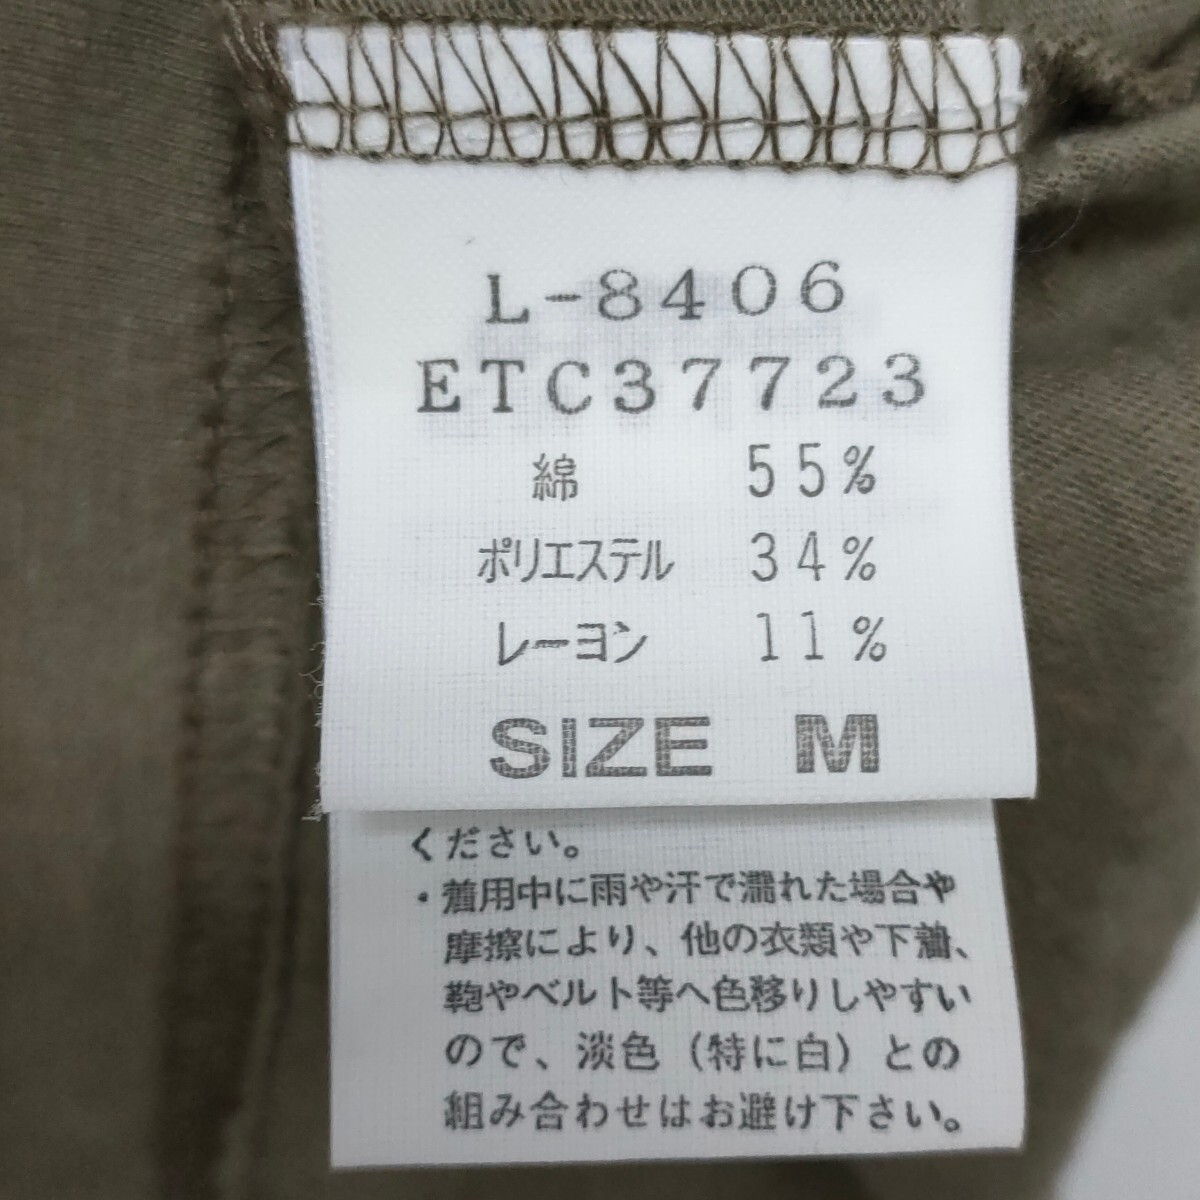 L-8406
ETC37723
綿 55%
ポリエステル 34%
レーヨン 11%
SIZE M
ください。
・着用中に雨や汗で濡れた場合や
摩擦により、他の衣類や下着、
鞄やベルト等へ色移りしやすい
ので、淡色（特に白）との
組み合わせはお避け下さい。